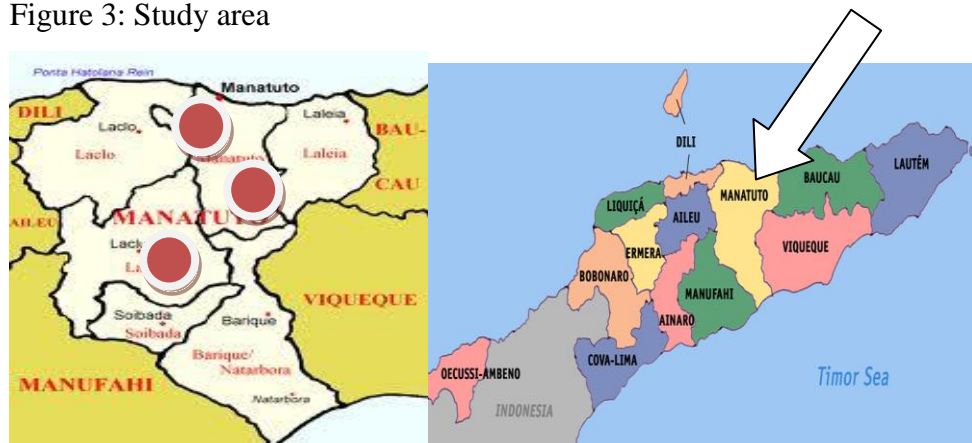 Figure 3: Study area
Ponta Hatolana Rein
Manatuto
DILI
Laclo
Laleia
BAU-
Laclo
Manatuto
Laleia
CAU
AILEU
MANATUTO
VIQUEQUE
Soibada
Barique
Soibada
Barique/
Natarbora
MANUFAHI
Natarbora
DILI
LAUTÉM
BAUCAU
MANATUTO
LIQUIÇÁ
AILEU
VIQUEQUE
ERMERA
BOBONARO
MANUFAHI
AINARO
COVA-LIMA
OECUSSI-AMBENO
Timor Sea
INDONESIA